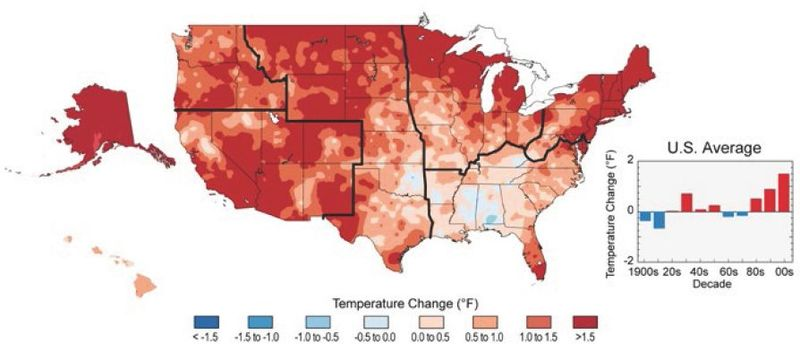 U.S. Average
Temperature Change (°F)
2
0
-2
1900s 20s 40s 60s 80s 00s
Decade
Temperature Change (°F)
< -1.5 -1.5 to -1.0 -1.0 to -0.5 -0.5 to 0.0 0.0 to 0.5 0.5 to 1.0 1.0 to 1.5 >1.5